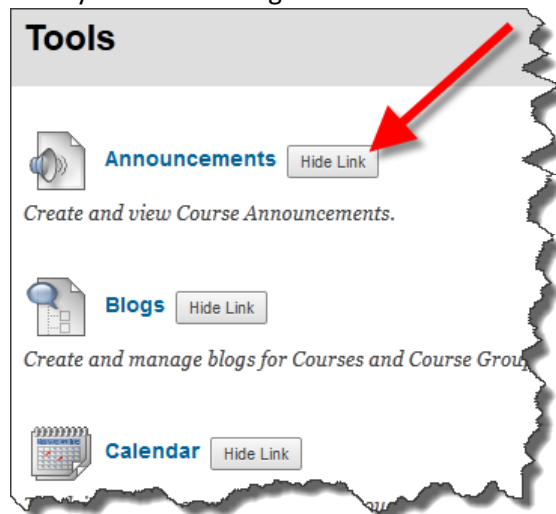 Tools
Announcements Hide Link
Create and view Course Announcements.
Blogs Hide Link
Create and manage blogs for Courses and Course
Calendar Hide Link